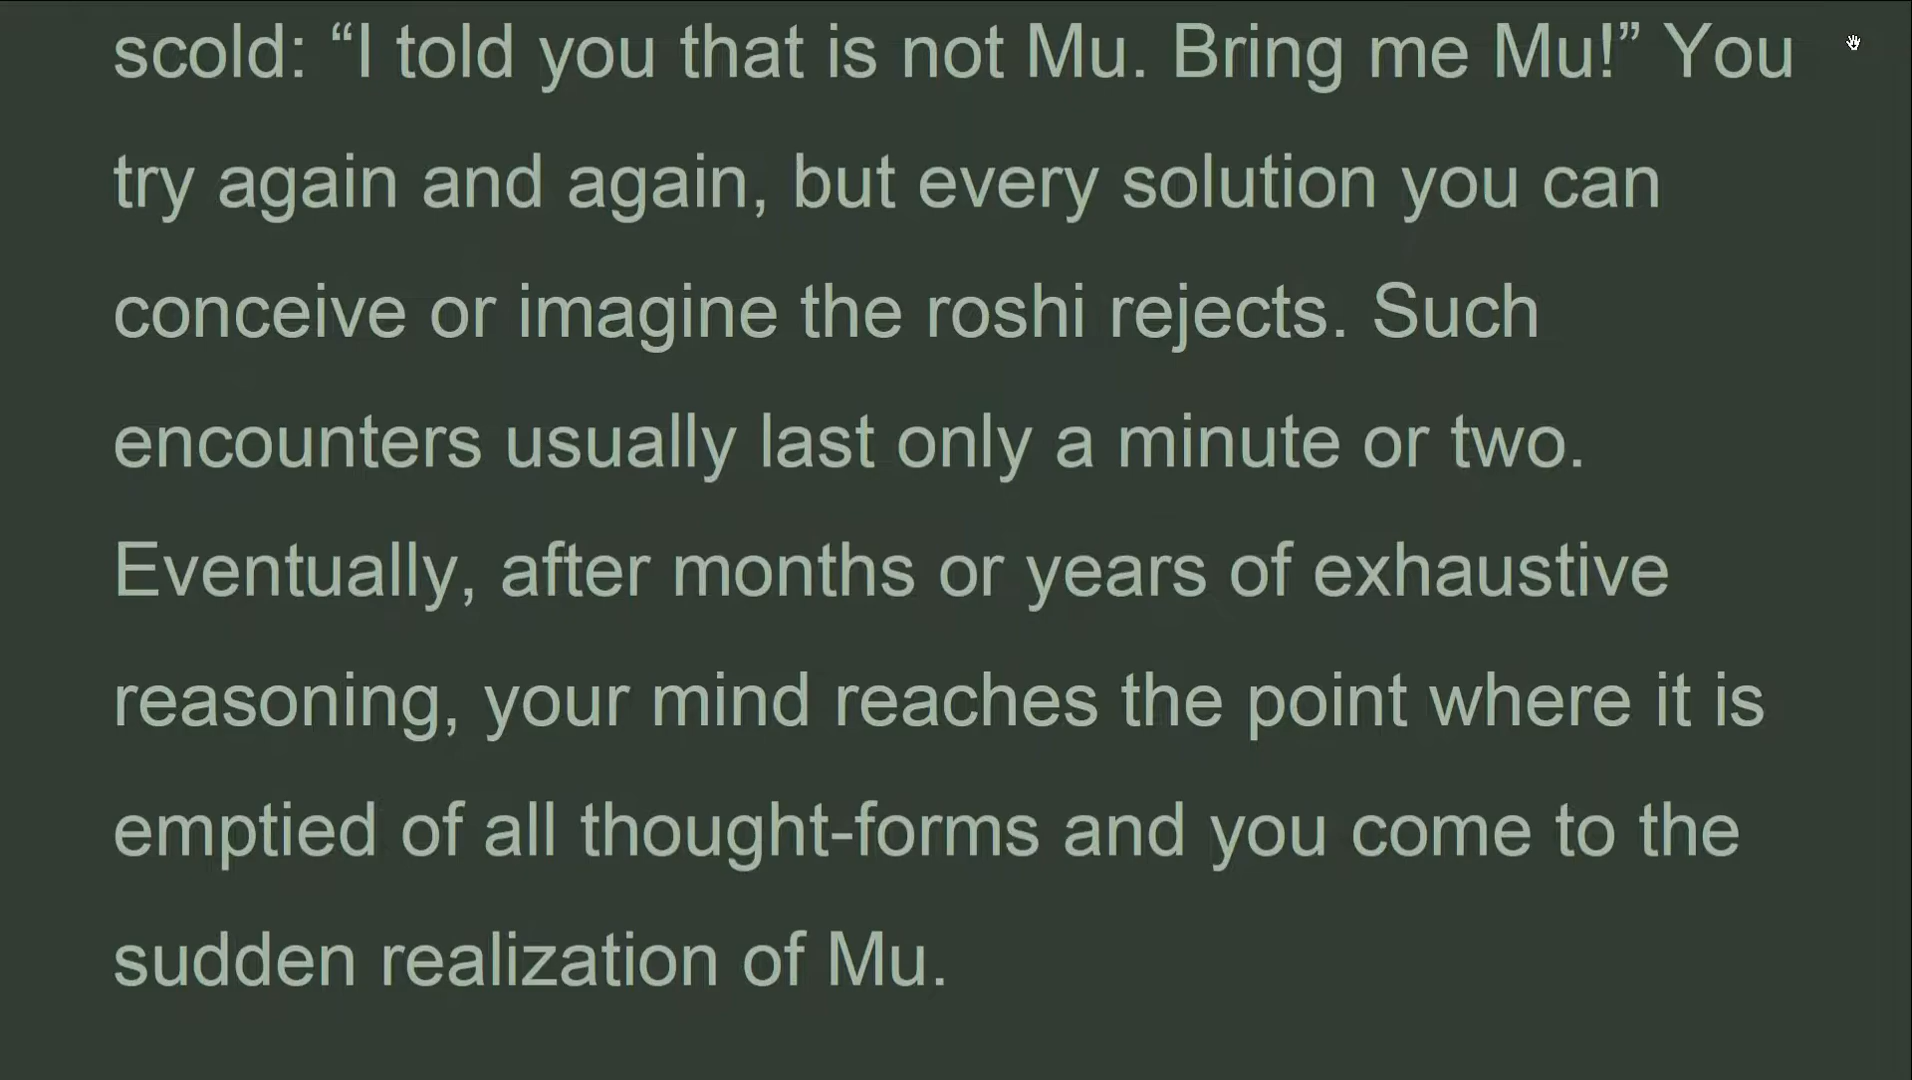 scold: “I told you that is not Mu. Bring me Mu!” You
try again and again, but every solution you can
conceive or imagine the roshi rejects. Such
encounters usually last only a minute or two.
Eventually, after months or years of exhaustive
reasoning, your mind reaches the point where it is
emptied of all thought-forms and you come to the
sudden realization of Mu.